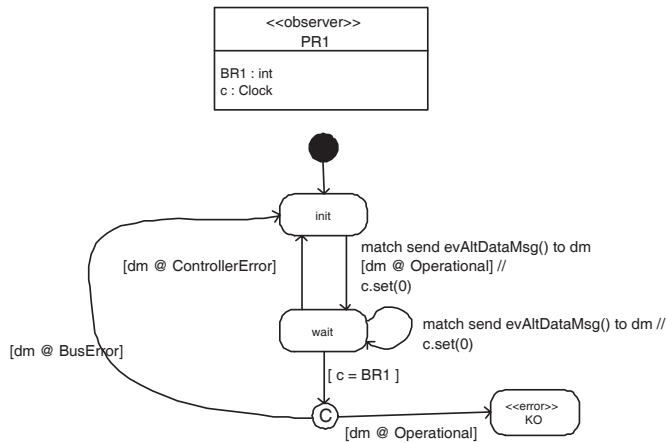 <<observer>>
PR1
BR1 : int
c : Clock
init
match send evAltDataMsg() to dm
[dm @ Operational] //
c.set(0)
[dm @ ControllerError]
wait
match send evAltDataMsg() to dm //
c.set(0)
[dm @ BusError]
[ c = BR1 ]
C
<<error>>
KO
[dm @ Operational]